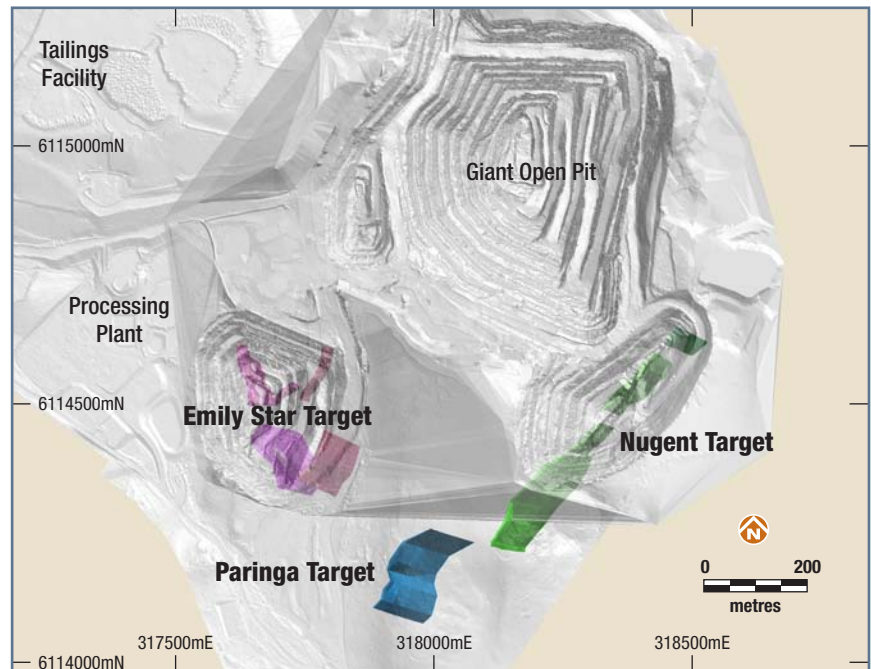 Tailings
Facility
6115000mN
Giant Open Pit
Processing
Plant
6114500mN
Emily Star Target
Nugent Target
N
Paringa Target
0 200
metres
317500mE 318000mE 318500mE
6114000mN